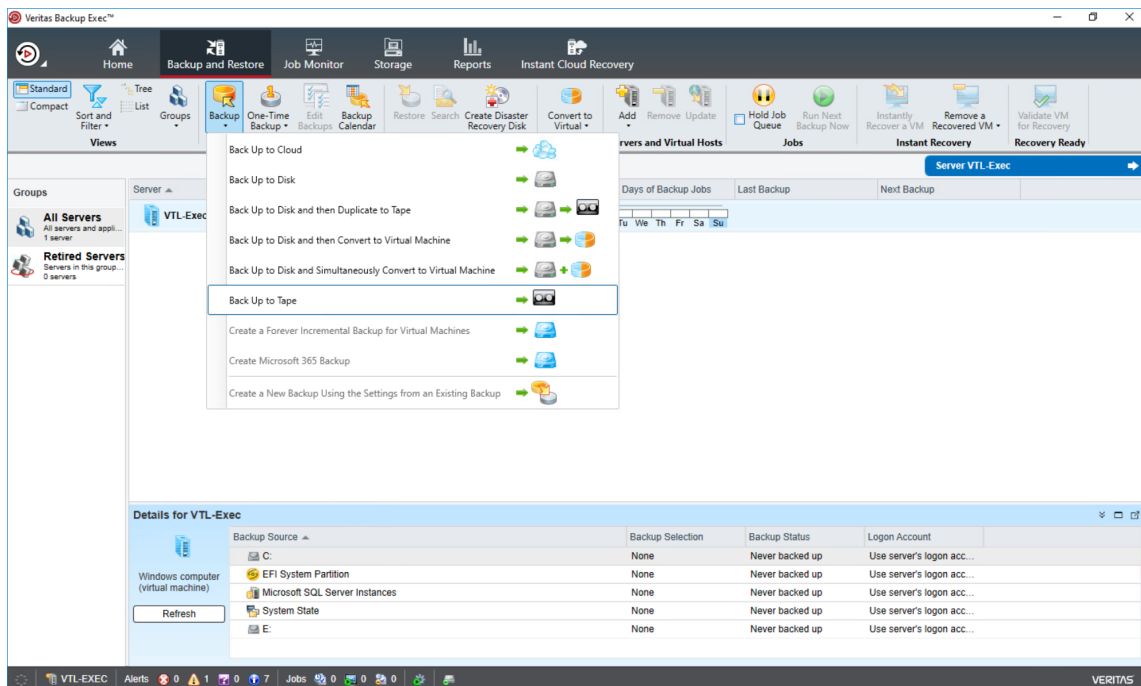 Veritas Backup Exec™
Home
Backup and Restore
Job Monitor
Storage
Reports
Instant Cloud Recovery
Standard
Compact
Sort and Filter
Tree
List
Views
Groups
Backup
One-Time Backup
Edit Backups
Backup Calendar
Restore
Search
Create Disaster Recovery Disk
Convert to Virtual
Add
Remove
Update
rvers and Virtual Hosts
Hold Job Queue
Run Next Backup Now
Jobs
Instantly Recover a VM
Remove a Recovered VM
Instant Recovery
Validate VM for Recovery
Recovery Ready
Back Up to Cloud
Back Up to Disk
Back Up to Disk and then Duplicate to Tape
Back Up to Disk and then Convert to Virtual Machine
Back Up to Disk and Simultaneously Convert to Virtual Machine
Back Up to Tape
Create a Forever Incremental Backup for Virtual Machines
Create Microsoft 365 Backup
Create a New Backup Using the Settings from an Existing Backup
Server VTL-Exec
Groups
All Servers
All servers and appli...
1 server
Retired Servers
Servers in this group...
0 servers
Server
Days of Backup Jobs
Last Backup
Next Backup
VTL-Exec
Tu We Th Fr Sa Su
Details for VTL-Exec
Windows computer
(virtual machine)
Refresh
Backup Source Backup Selection Backup Status Logon Account
C: None Never backed up Use server's logon acc...
EFI System Partition None Never backed up Use server's logon acc...
Microsoft SQL Server Instances None Never backed up Use server's logon acc...
System State None Never backed up Use server's logon acc...
E: None Never backed up Use server's logon acc...
VTL-EXEC Alerts 0 1 0 7 Jobs 0 0 0 VERITAS